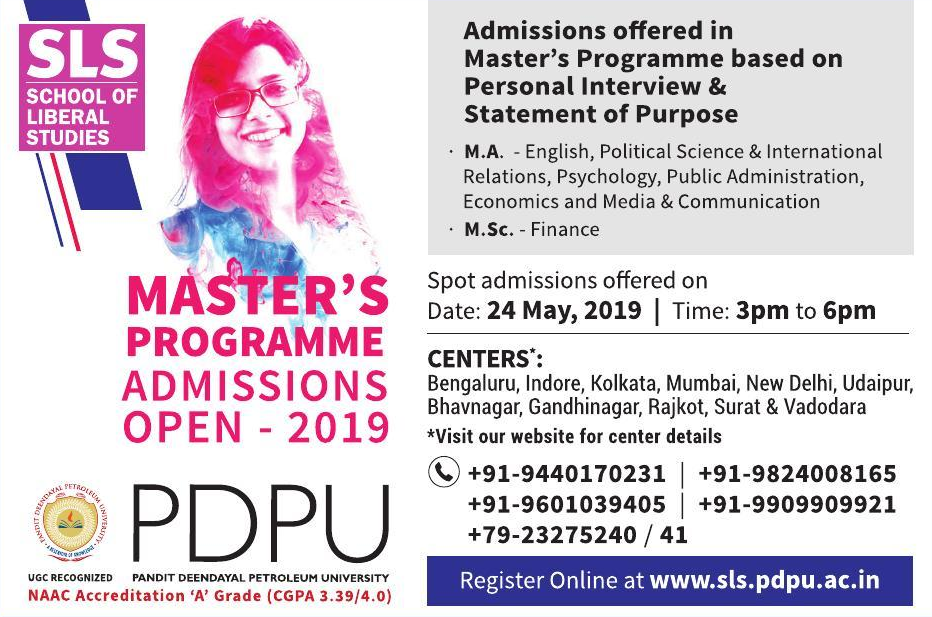 SLS
SCHOOL OF
LIBERAL
STUDIES
MASTER'S
PROGRAMME
ADMISSIONS
OPEN - 2019
PANDIT DEENDAYAL PETROLEUM UNIVERSITY
PDPU
UGC RECOGNIZED PANDIT DEENDAYAL PETROLEUM UNIVERSITY
NAAC Accreditation 'A' Grade (CGPA 3.39/4.0)
Admissions offered in
Master's Programme based on
Personal Interview &
Statement of Purpose
· M.A. - English, Political Science & International
Relations, Psychology, Public Administration,
Economics and Media & Communication
· M.Sc. - Finance
Spot admissions offered on
Date: 24 May, 2019 | Time: 3pm to 6pm
CENTERS*:
Bengaluru, Indore, Kolkata, Mumbai, New Delhi, Udaipur,
Bhavnagar, Gandhinagar, Rajkot, Surat & Vadodara
*Visit our website for center details
+91-9440170231 | +91-9824008165
+91-9601039405 | +91-9909909921
+79-23275240 / 41
Register Online at www.sls.pdpu.ac.in